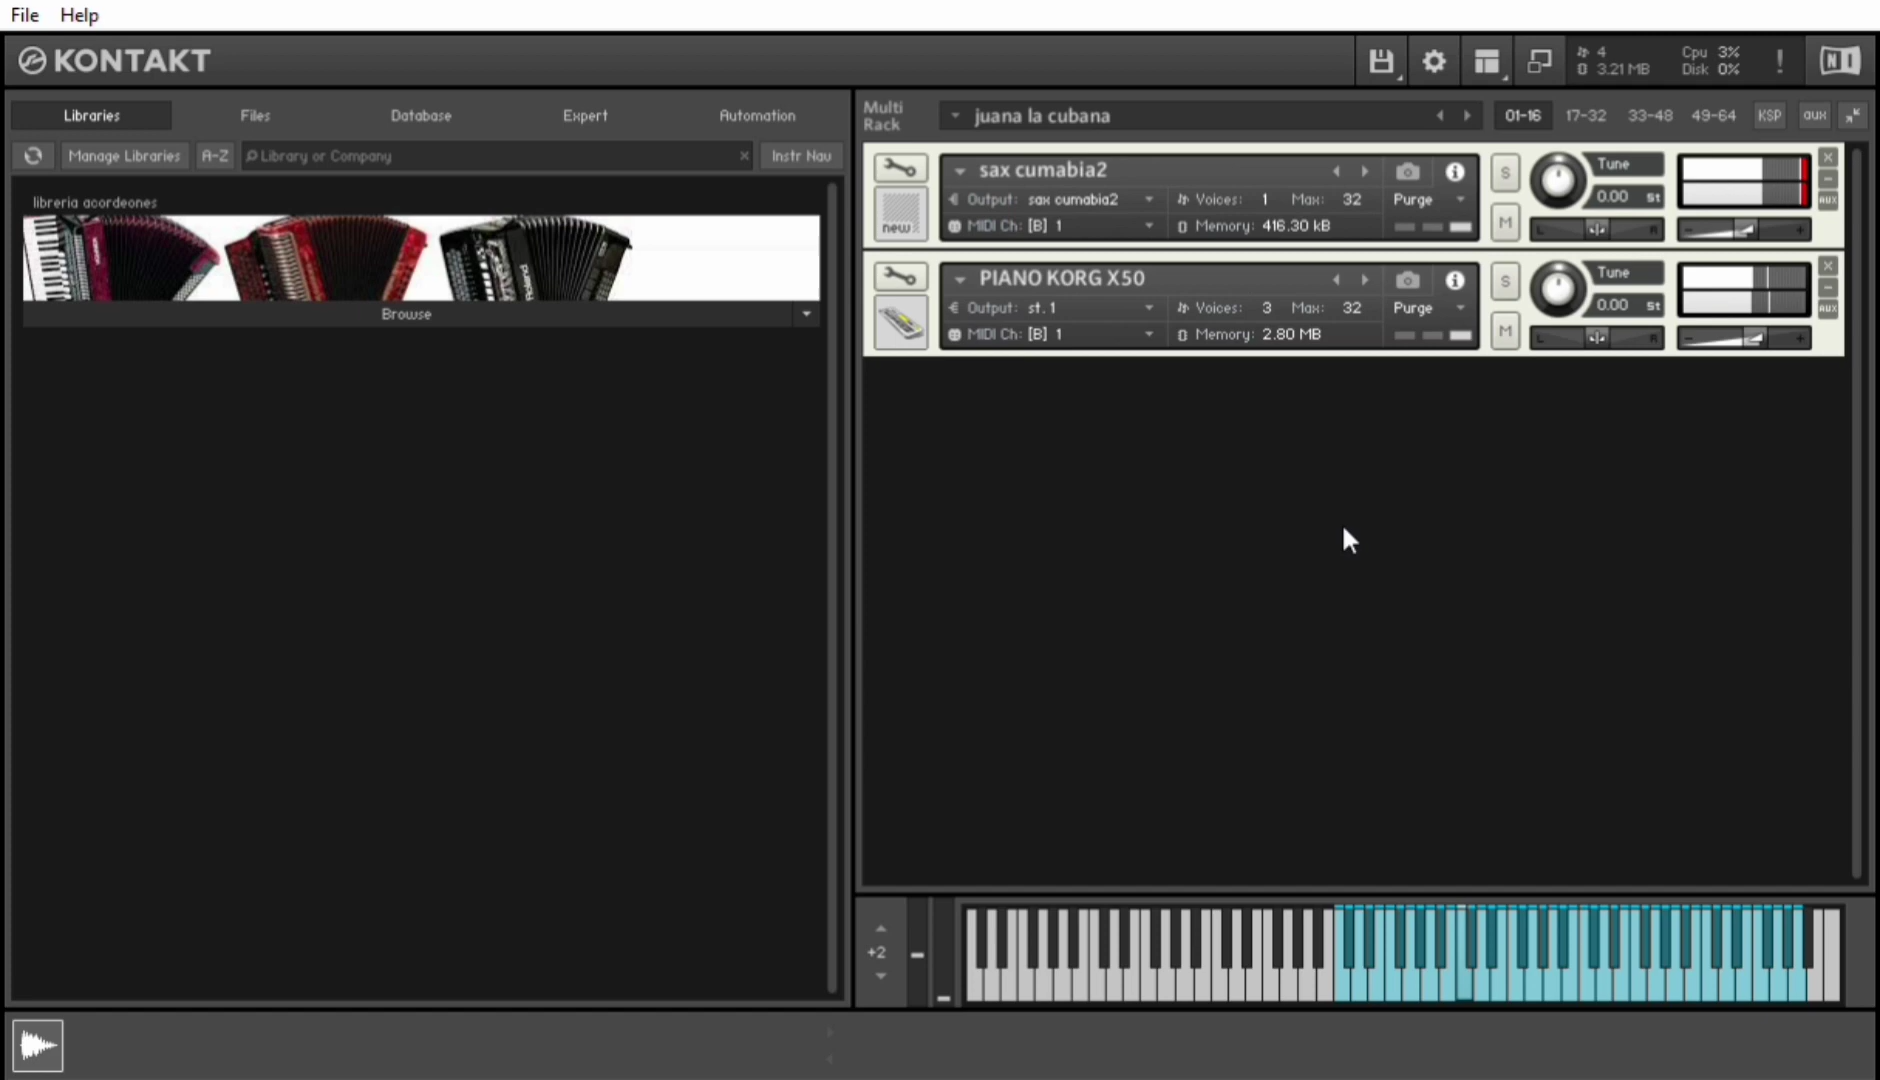 File Help
KONTAKT
4
3.21 MB
Cpu 3%
Disk 0%
!
NI
Libraries Files Database Expert Automation
Manage Libraries A-Z Library or Company × Instr Nav
libreria acordeones
Roland
Browse
Multi
Rack
juana la cubana
01-16 17-32 33-48 49-64 KSP aux
sax cumabia2
Output: sax cumabia2 Voices: 1 Max: 32 Purge
MIDI Ch: [B] 1 Memory: 416.30 kB
new
S
M
Tune
0.00 st
L R
- +
×
-
AUX
PIANO KORG X50
Output: st. 1 Voices: 3 Max: 32 Purge
MIDI Ch: [B] 1 Memory: 2.80 MB
S
M
Tune
0.00 st
L R
- +
×
-
AUX
+2